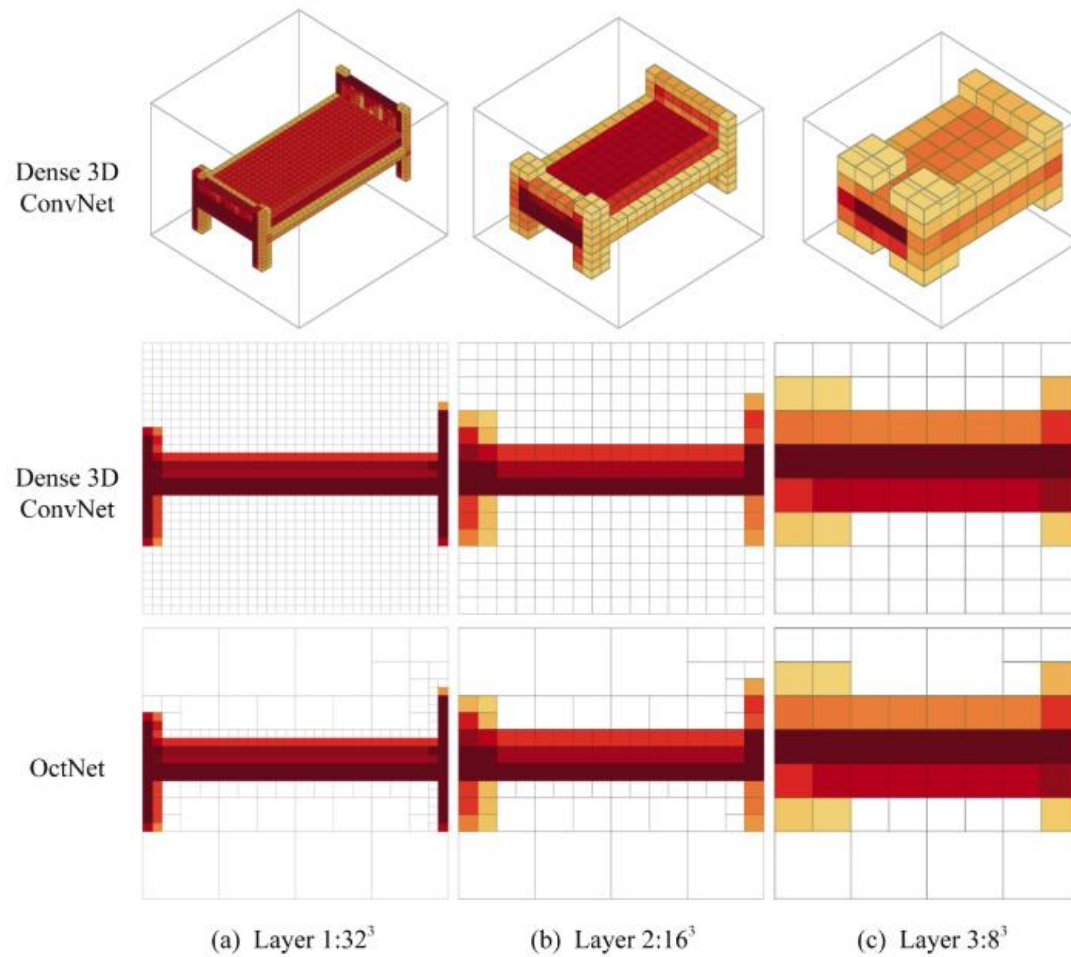 Dense 3D
ConvNet
Dense 3D
ConvNet
OctNet
(a) Layer 1:32³
(b) Layer 2:16³
(c) Layer 3:8³